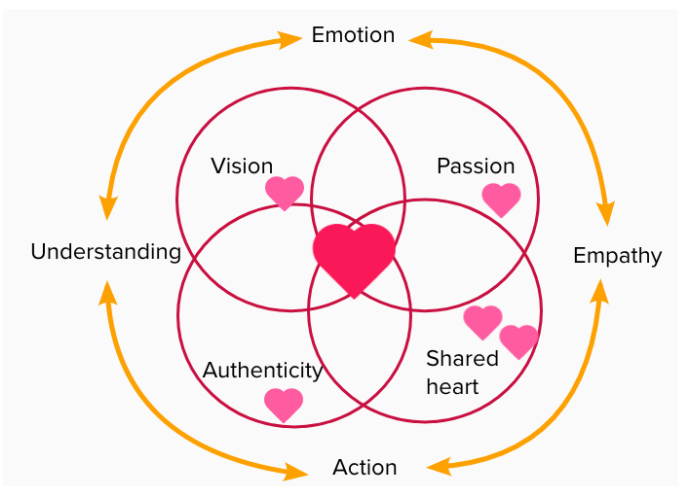 Emotion
Vision
Passion
Understanding
Empathy
Authenticity
Shared
heart
Action